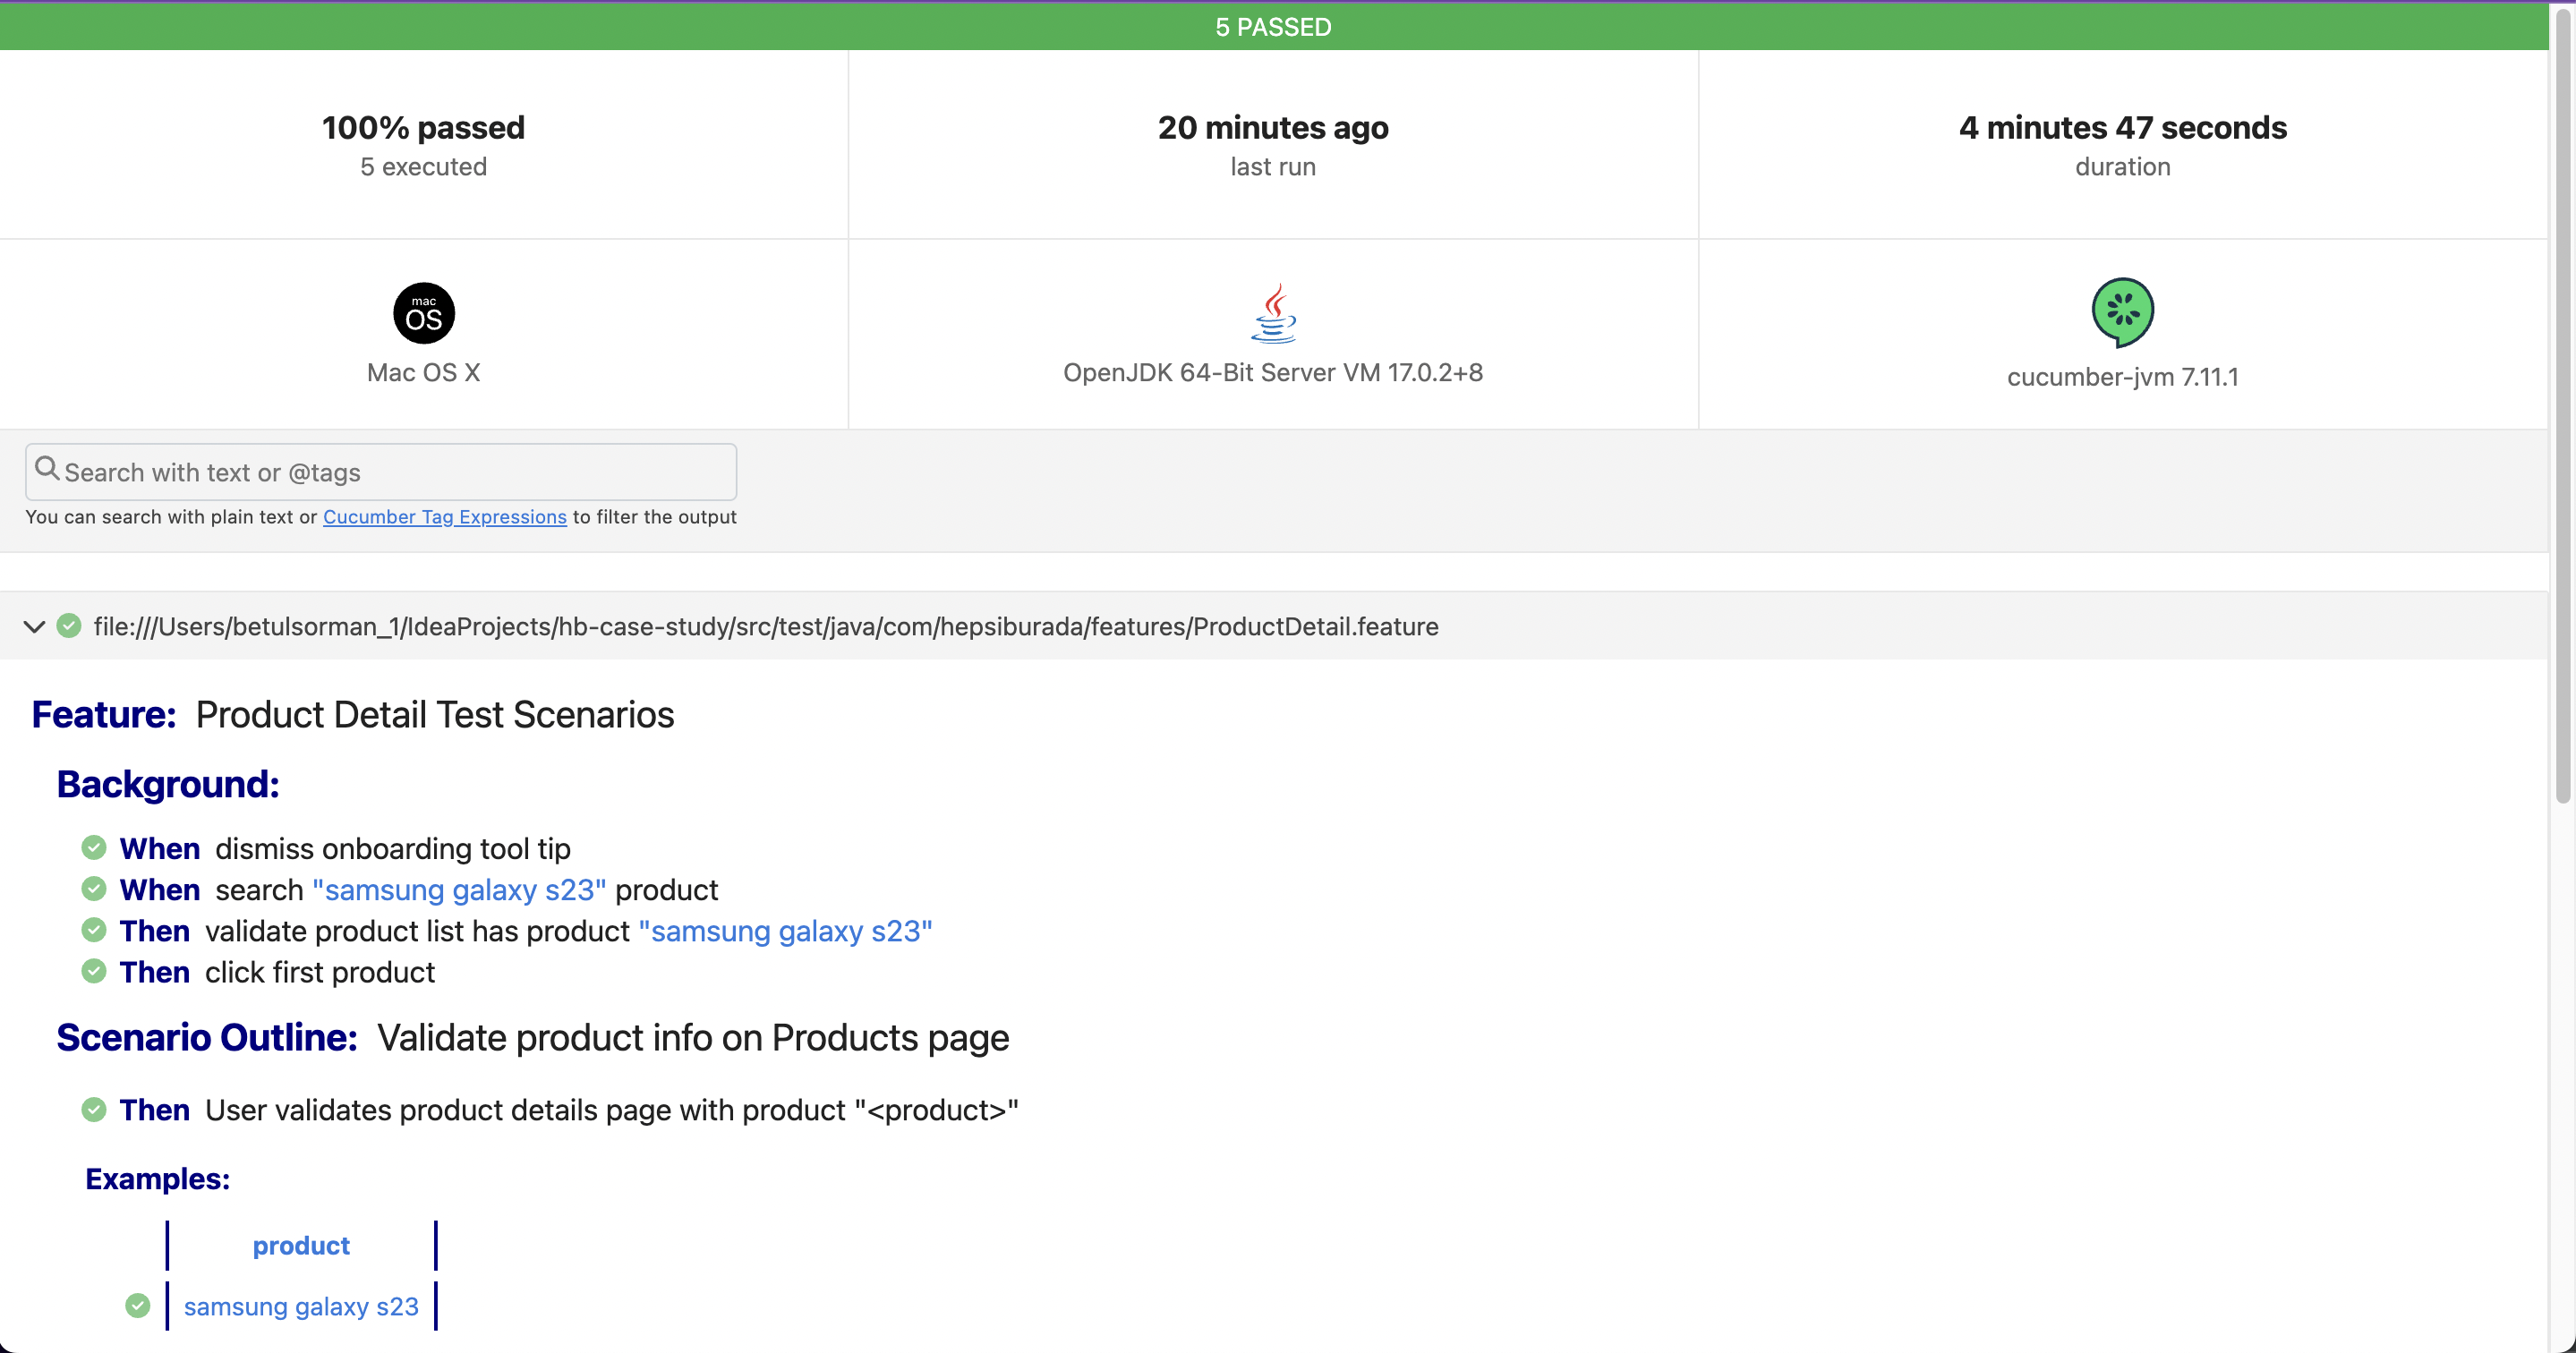 5 PASSED
100% passed
5 executed
20 minutes ago
last run
4 minutes 47 seconds
duration
mac
OS
Mac OS X
OpenJDK 64-Bit Server VM 17.0.2+8
cucumber-jvm 7.11.1
Search with text or @tags
You can search with plain text or Cucumber Tag Expressions to filter the output
file:///Users/betulsorman_1/IdeaProjects/hb-case-study/src/test/java/com/hepsiburada/features/ProductDetail.feature
Feature: Product Detail Test Scenarios
Background:
When dismiss onboarding tool tip
When search "samsung galaxy s23" product
Then validate product list has product "samsung galaxy s23"
Then click first product
Scenario Outline: Validate product info on Products page
Then User validates product details page with product "<product>"
Examples:
product
samsung galaxy s23